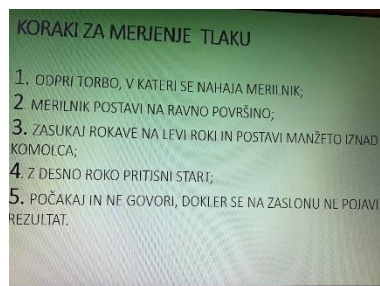 KORAKI ZA MERJENJE TLAKU
1. ODPRI TORBO, V KATERI SE NAHAJA MERILNIK;
2. MERILNIK POSTAVI NA RAVNO POVRŠINO;
3. ZASUKAJ ROKAVE NA LEVI ROKI IN POSTAVI MANŽETO IZNAD
KOMOLCA;
4. Z DESNO ROKO PRITISNI START;
5. POČAKAJ IN NE GOVORI, DOKLER SE NA ZASLONU NE POJAVI
REZULTAT.